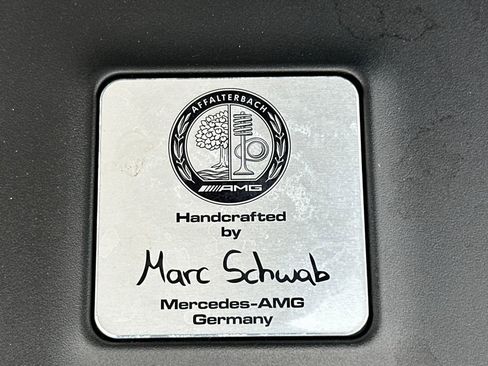 AFFALTERBACH
AMG
Handcrafted
by
Marc Schwab
Mercedes-AMG
Germany